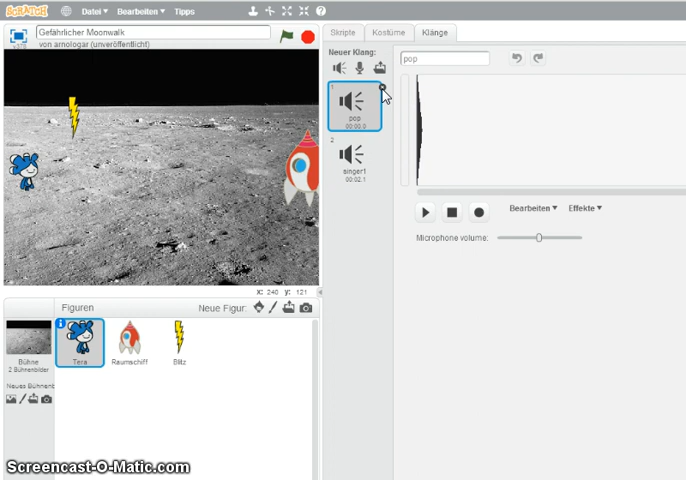 SCRATCH Datei Bearbeiten Tipps
Gefährlicher Moonwalk
von arnologar (unveröffentlicht)
Skripte Kostüme Klänge
Neuer Klang:
pop
1
pop
00:00.0
2
singer1
00:02.1
Bearbeiten Effekte
Microphone volume:
x: 240 y: 121
Figuren Neue Figur:
Bühne
2 Bühnenbilder
Neues Bühnenb
Tera Raumschiff Blitz
Screencast-O-Matic.com